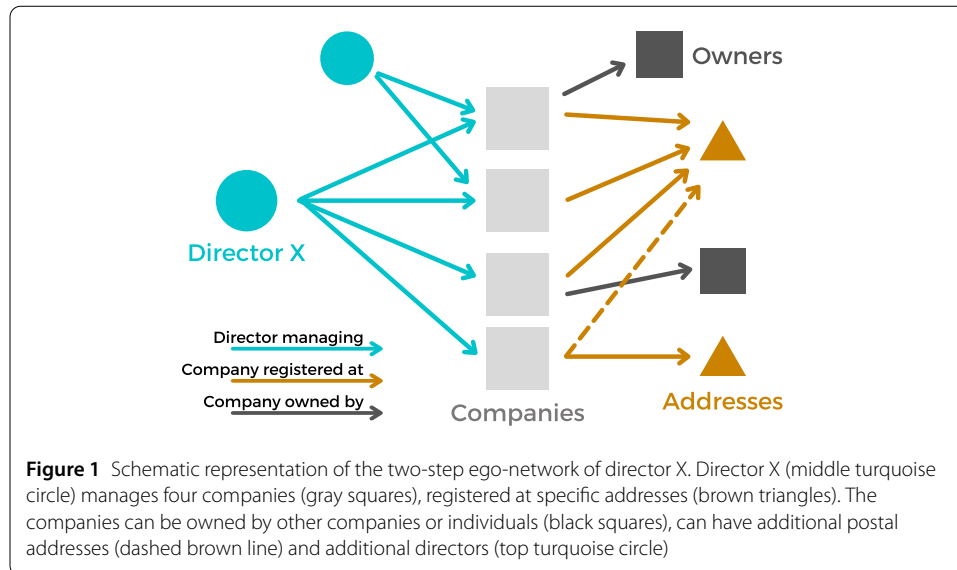 Owners
Director X
Director managing
Company registered at
Company owned by
Companies
Addresses
Figure 1 Schematic representation of the two-step ego-network of director X. Director X (middle turquoise
circle) manages four companies (gray squares), registered at specific addresses (brown triangles). The
companies can be owned by other companies or individuals (black squares), can have additional postal
addresses (dashed brown line) and additional directors (top turquoise circle)